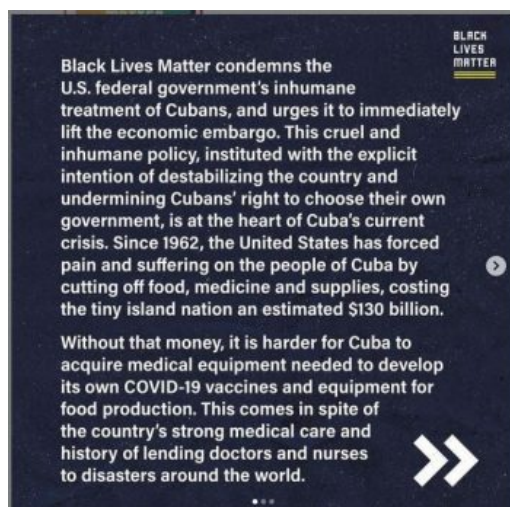 BLACK
LIVES
MATTER
Black Lives Matter condemns the
U.S. federal government's inhumane
treatment of Cubans, and urges it to immediately
lift the economic embargo. This cruel and
inhumane policy, instituted with the explicit
intention of destabilizing the country and
undermining Cubans' right to choose their own
government, is at the heart of Cuba's current
crisis. Since 1962, the United States has forced
pain and suffering on the people of Cuba by
cutting off food, medicine and supplies, costing
the tiny island nation an estimated $130 billion.
Without that money, it is harder for Cuba to
acquire medical equipment needed to develop
its own COVID-19 vaccines and equipment for
food production. This comes in spite of
the country's strong medical care and
history of lending doctors and nurses
to disasters around the world.